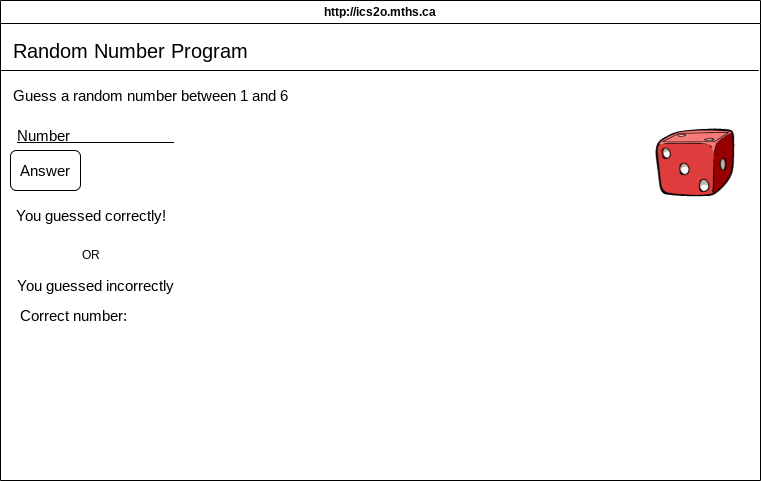 http://ics2o.mths.ca
Random Number Program
Guess a random number between 1 and 6
Number
Answer
You guessed correctly!
OR
You guessed incorrectly
Correct number: